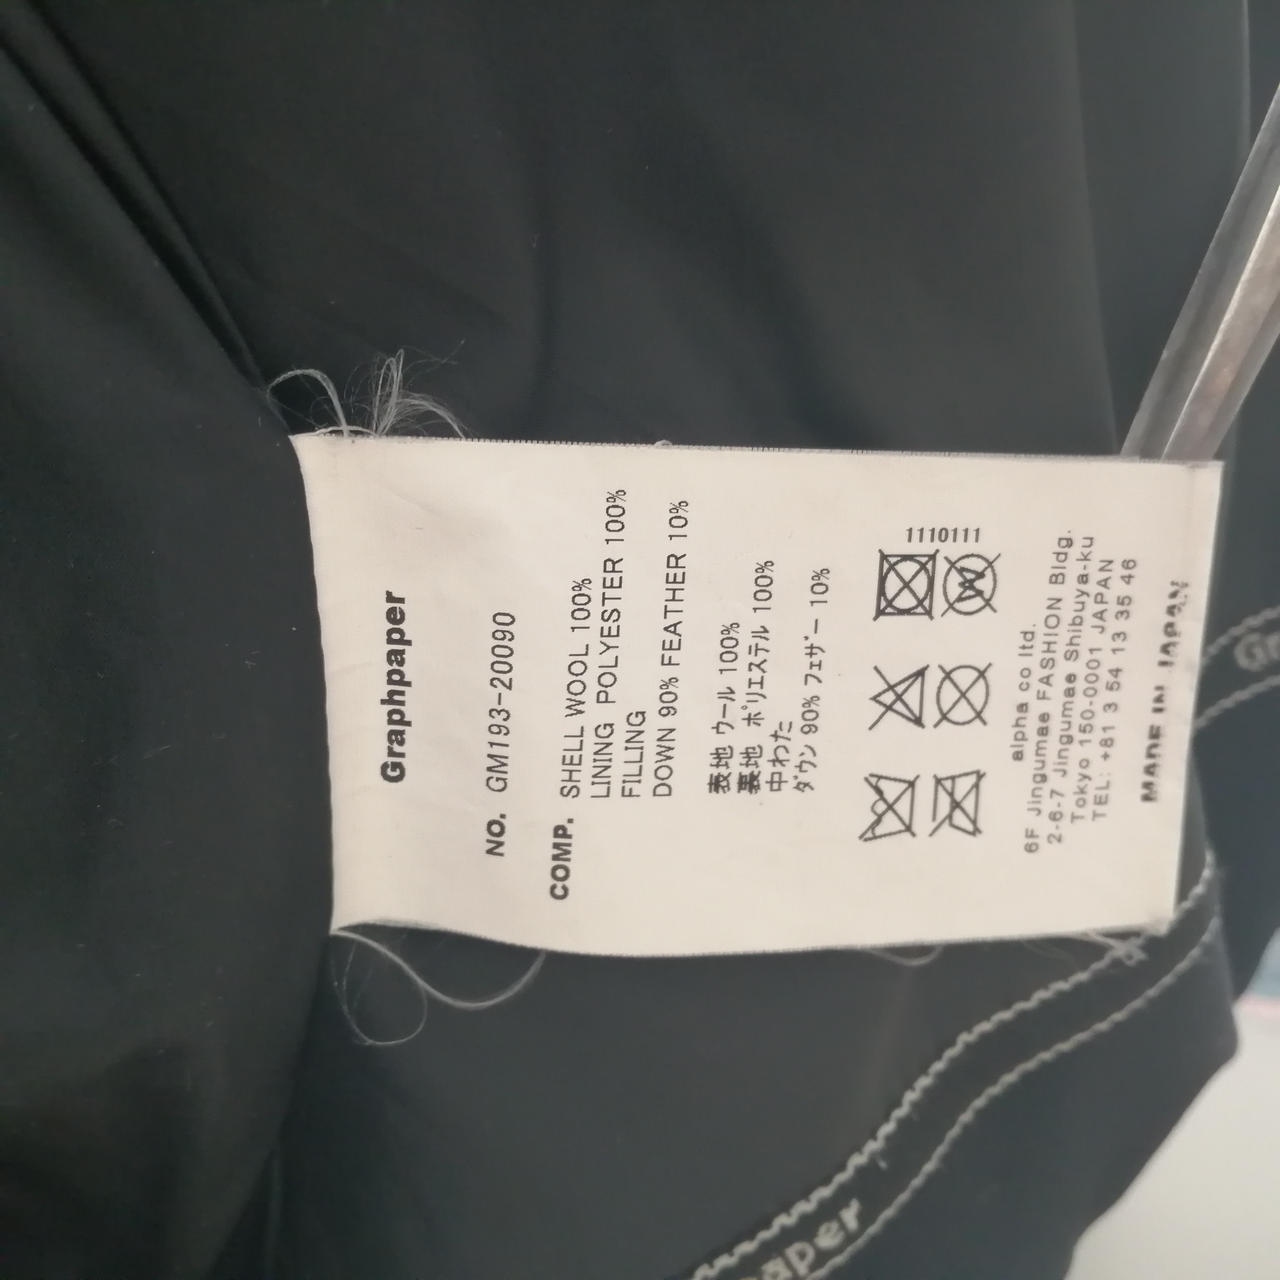 Graphpaper
NO. GM193-20090
COMP. SHELL WOOL 100%
LINING POLYESTER 100%
FILLING
DOWN 90% FEATHER 10%
表地 ウール 100%
裏地 ポリエステル 100%
中わた
ダウン 90% フェザー 10%
1110111
W
alpha co ltd.
6F Jingumae FASHION Bldg.
2-6-7 Jingumae Shibuya-ku
Tokyo 150-0001 JAPAN
TEL: +81 3 54 13 35 46
MADE IN JAPAN
Gr
paper